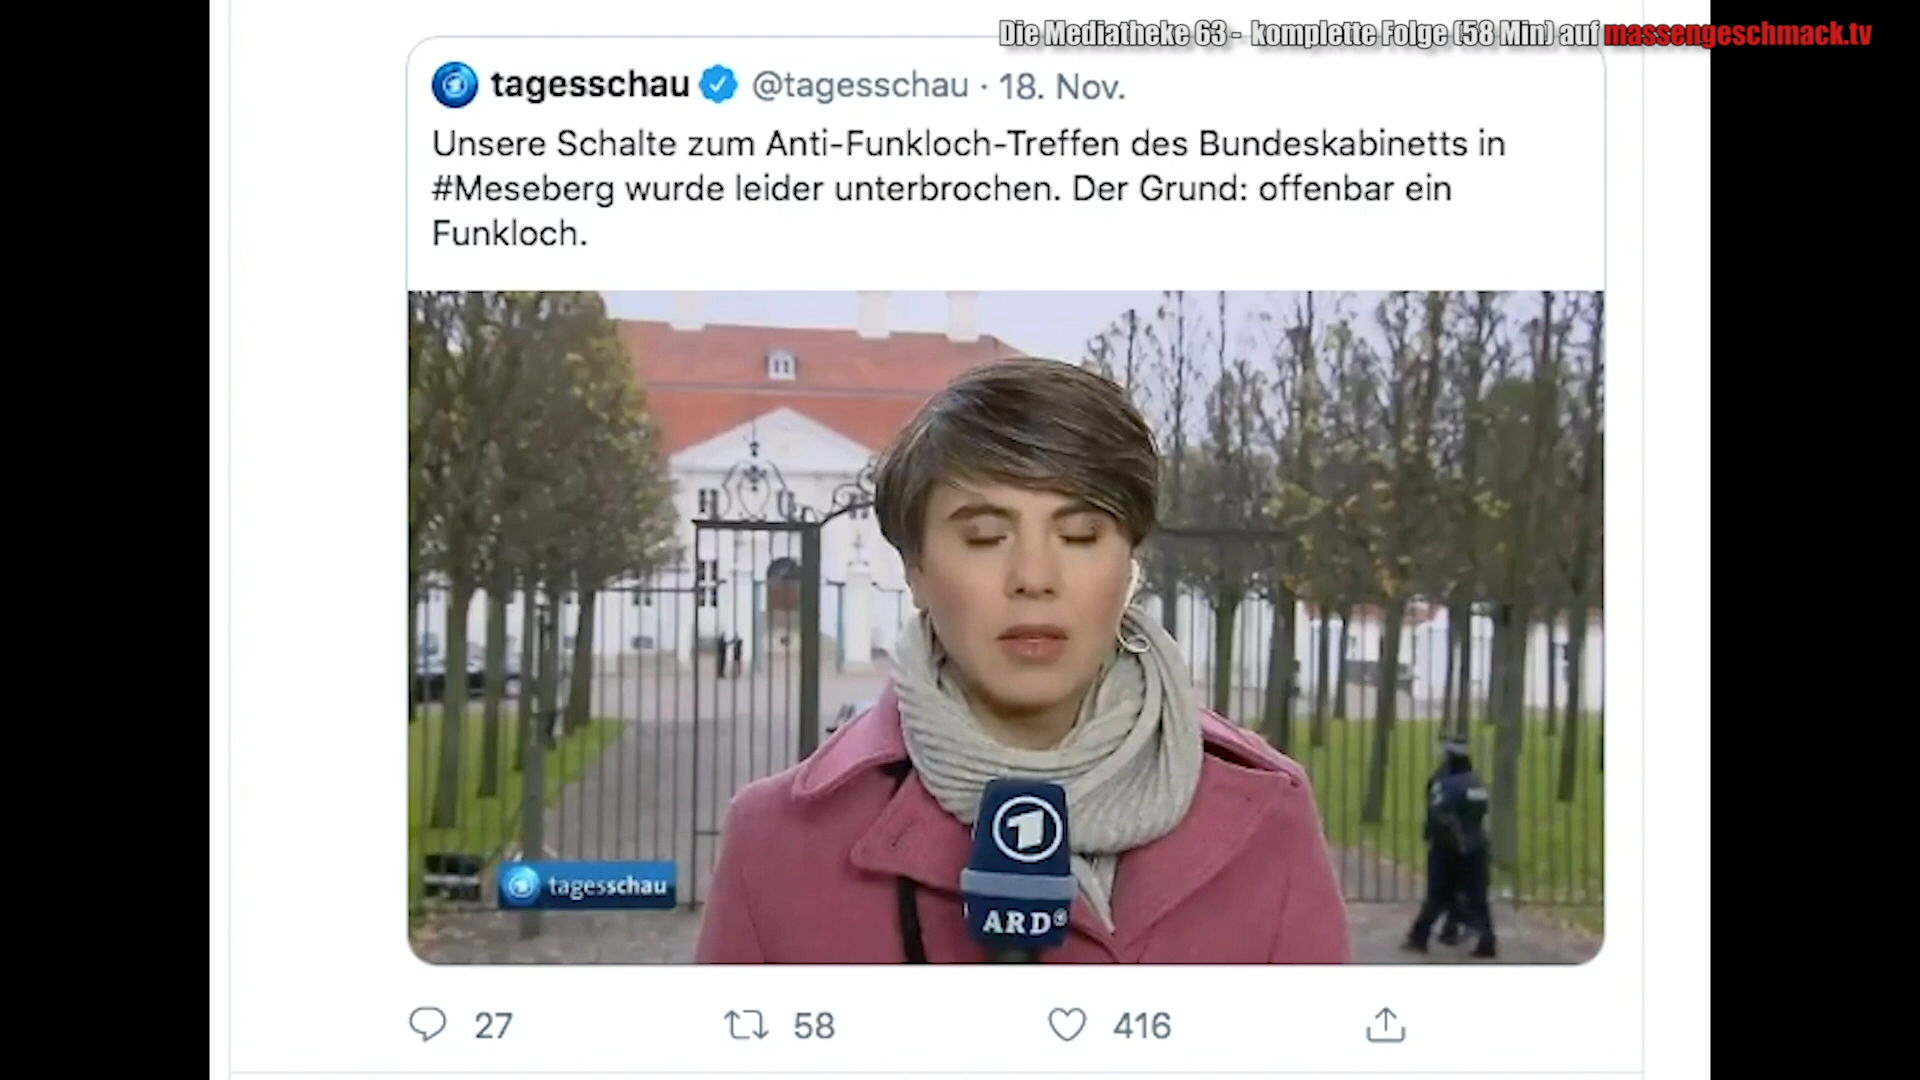 Die Mediatheke 63 - komplette Folge (58 Min) auf massengeschmack.tv
tagesschau @tagesschau · 18. Nov.
Unsere Schalte zum Anti-Funkloch-Treffen des Bundeskabinetts in
#Meseberg wurde leider unterbrochen. Der Grund: offenbar ein
Funkloch.
1
ARD
tagesschau
27 58 416